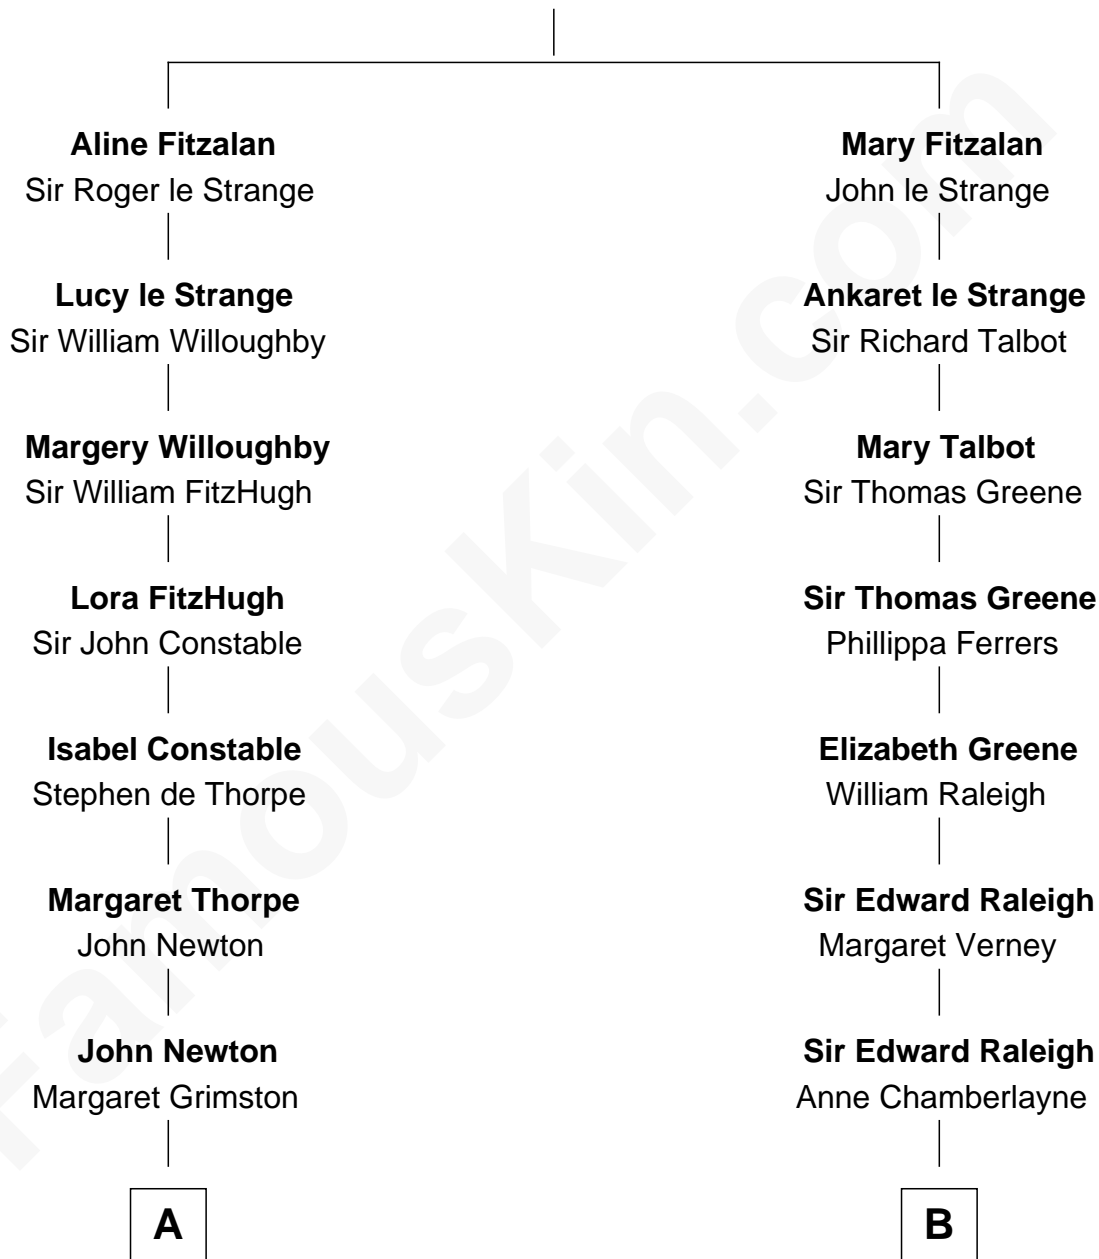 Aline Fitzalan
Sir Roger le Strange
Mary Fitzalan
John le Strange
Lucy le Strange
Sir William Willoughby
Ankaret le Strange
Sir Richard Talbot
Margery Willoughby
Sir William FitzHugh
Mary Talbot
Sir Thomas Greene
Lora FitzHugh
Sir John Constable
Sir Thomas Greene
Phillippa Ferrers
Isabel Constable
Stephen de Thorpe
Elizabeth Greene
William Raleigh
Margaret Thorpe
John Newton
Sir Edward Raleigh
Margaret Verney
John Newton
Margaret Grimston
Sir Edward Raleigh
Anne Chamberlayne
A
B
FamousKin.com